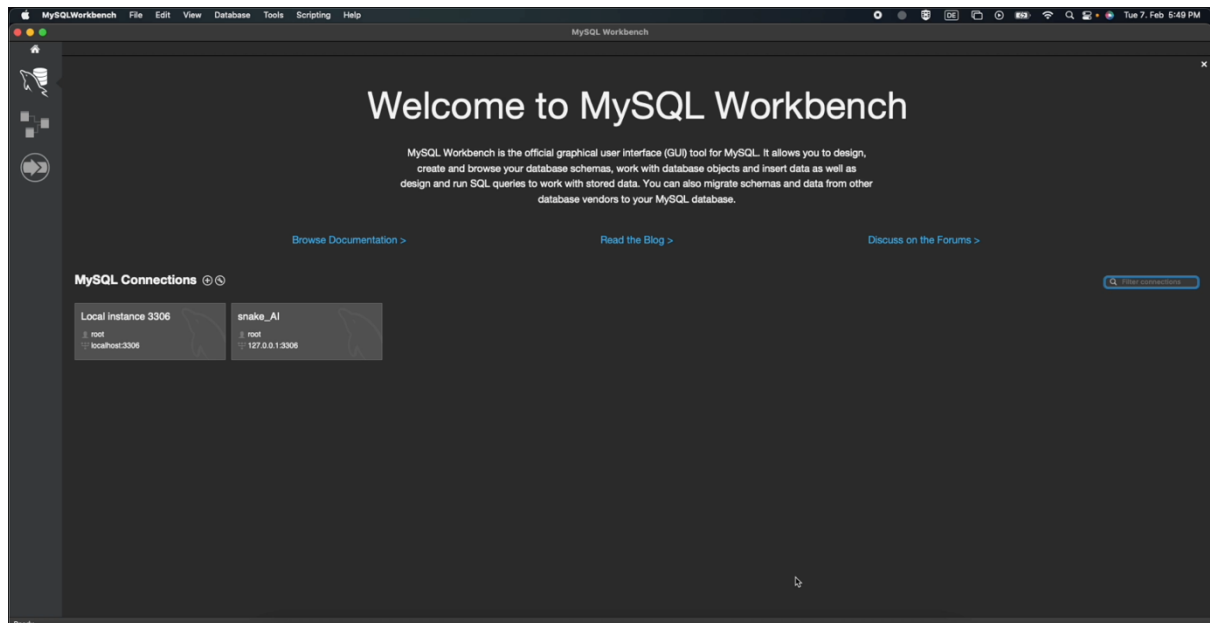 MySQLWorkbench File Edit View Database Tools Scripting Help DE Tue 7. Feb 5:49 PM
MySQL Workbench
Welcome to MySQL Workbench
MySQL Workbench is the official graphical user interface (GUI) tool for MySQL. It allows you to design,
create and browse your database schemas, work with database objects and insert data as well as
design and run SQL queries to work with stored data. You can also migrate schemas and data from other
database vendors to your MySQL database.
Browse Documentation > Read the Blog > Discuss on the Forums >
MySQL Connections
Filter connections
Local instance 3306
root
localhost:3306
snake_AI
root
127.0.0.1:3306